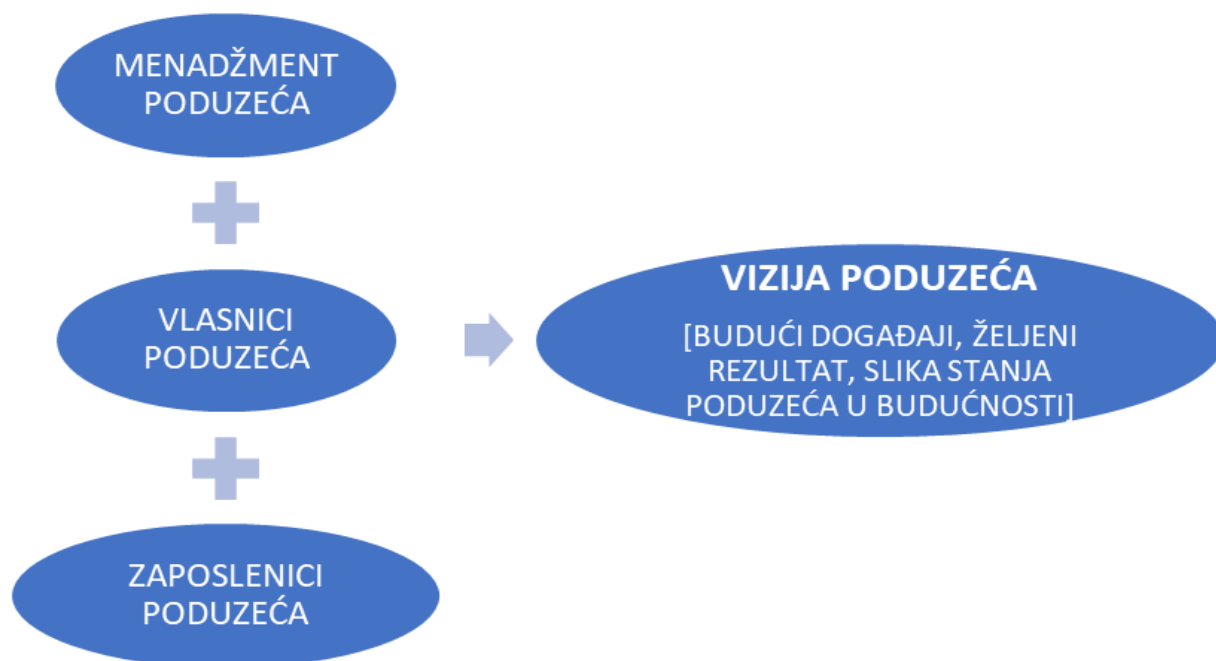 MENADŽMENT
PODUZEĆA
VLASNICI
PODUZEĆA
ZAPOSLENICI
PODUZEĆA
VIZIJA PODUZEĆA
[BUDUĆI DOGAĐAJI, ŽELJENI
REZULTAT, SLIKA STANJA
PODUZEĆA U BUDUĆNOSTI]